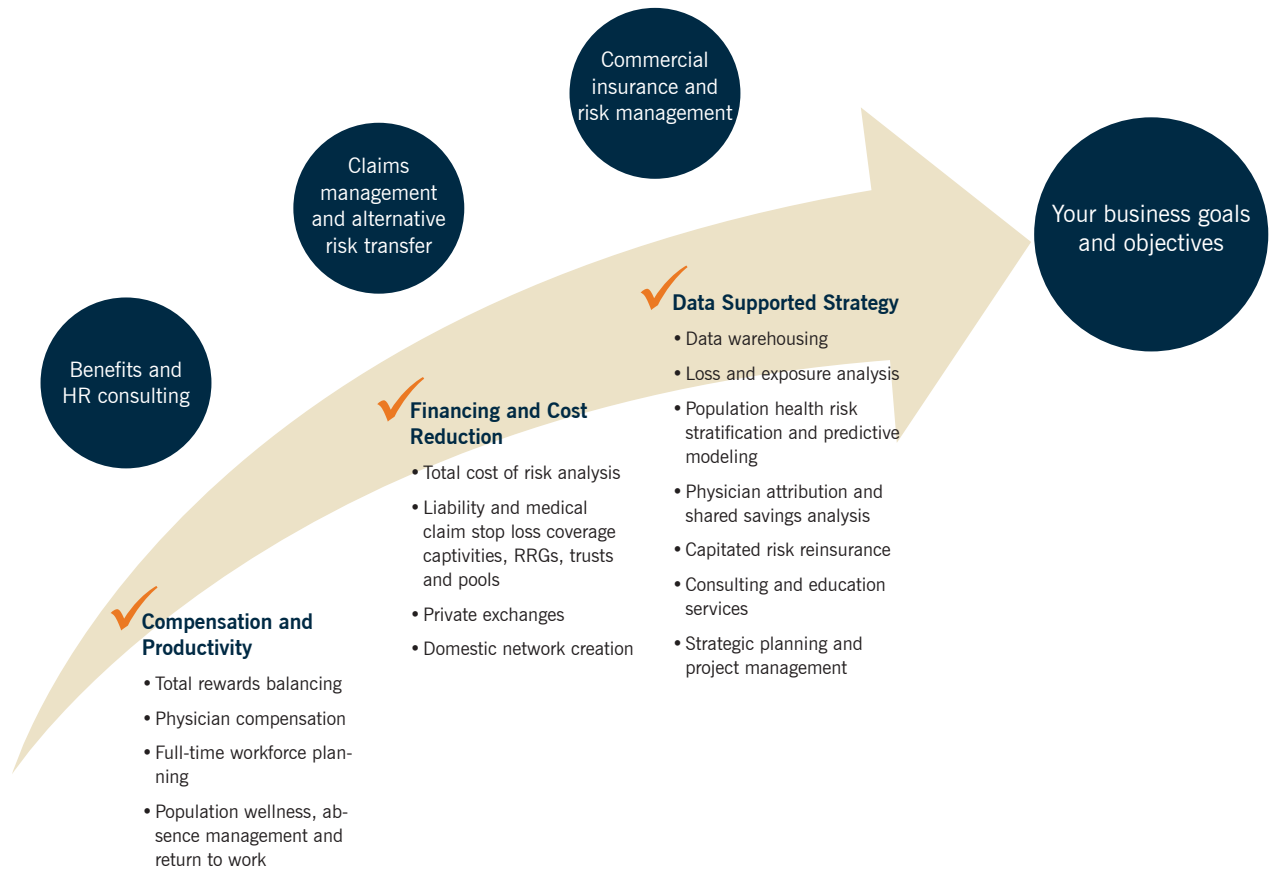 Commercial
insurance and
risk management
Claims
management
and alternative
risk transfer
Your business goals
and objectives
Benefits and
HR consulting
Data Supported Strategy
• Data warehousing
• Loss and exposure analysis
• Population health risk
stratification and predictive
modeling
• Physician attribution and
shared savings analysis
• Capitated risk reinsurance
• Consulting and education
services
• Strategic planning and
project management
Financing and Cost
Reduction
• Total cost of risk analysis
• Liability and medical
claim stop loss coverage
captivities, RRGs, trusts
and pools
• Private exchanges
• Domestic network creation
Compensation and
Productivity
• Total rewards balancing
• Physician compensation
• Full-time workforce plan-
ning
• Population wellness, ab-
sence management and
return to work